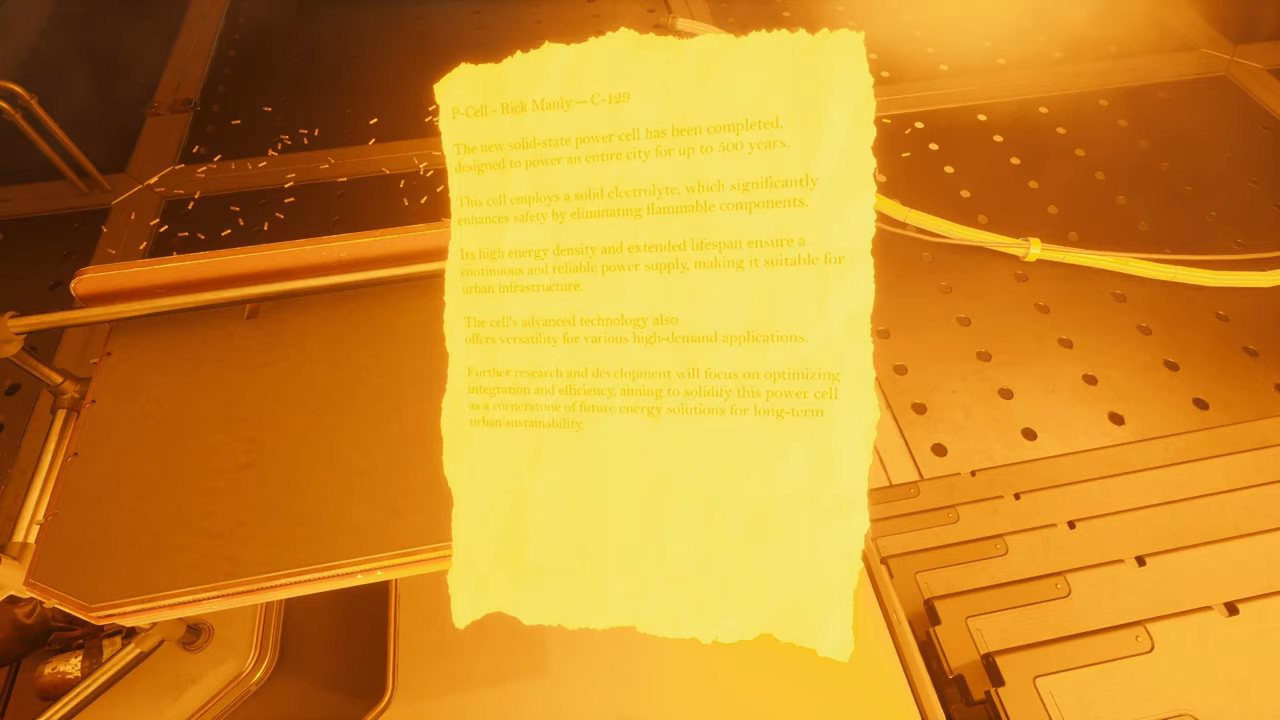 P-Cell - Rick Manly — C-129
The new solid-state power cell has been completed,
designed to power an entire city for up to 500 years.
This cell employs a solid electrolyte, which significantly
enhances safety by eliminating flammable components.
Its high energy density and extended lifespan ensure a
continuous and reliable power supply, making it suitable for
urban infrastructure.
The cell's advanced technology also
offers versatility for various high-demand applications.
Further research and development will focus on optimizing
integration and efficiency, aiming to solidify this power cell
as a cornerstone of future energy solutions for long-term
urban sustainability.